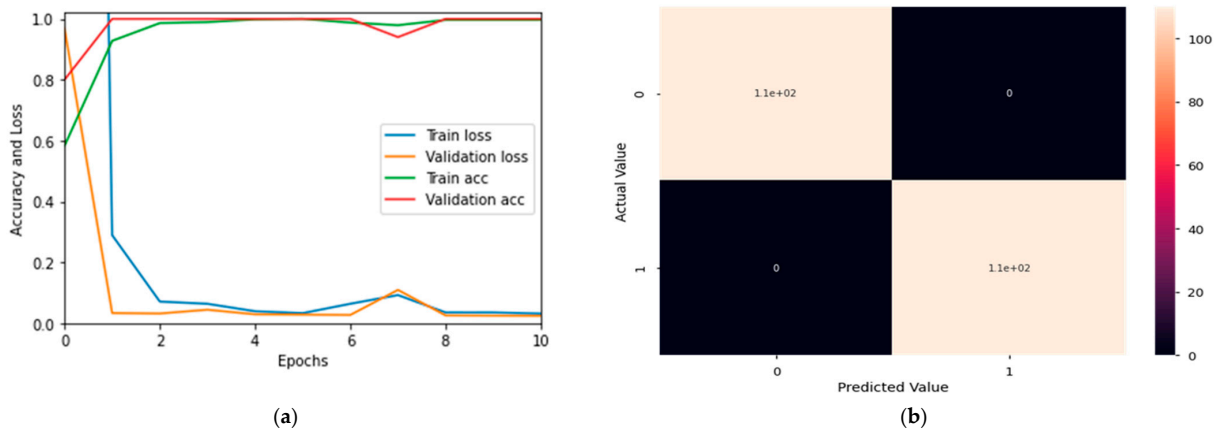 1.0
0.8
0.6
0.4
0.2
0.0
Accuracy and Loss
Train loss
Validation loss
Train acc
Validation acc
0 2 4 6 8 10
Epochs
(a)
Actual Value
0
1
1.1e+02 0
0 1.1e+02
0 1
Predicted Value
100
80
60
40
20
0
(b)